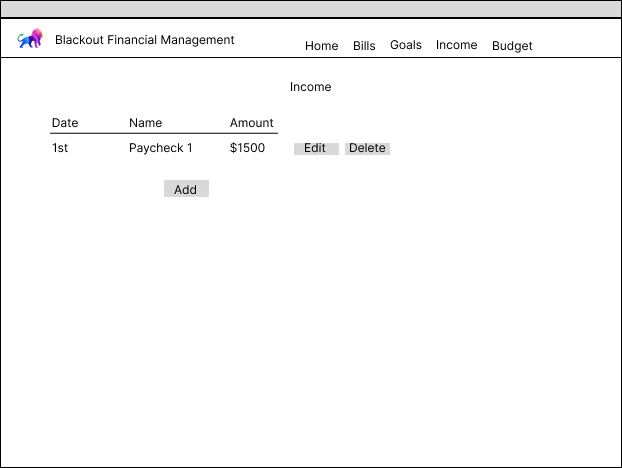 Blackout Financial Management Home Bills Goals Income Budget
Income
Date Name Amount
1st Paycheck 1 $1500 Edit Delete
Add